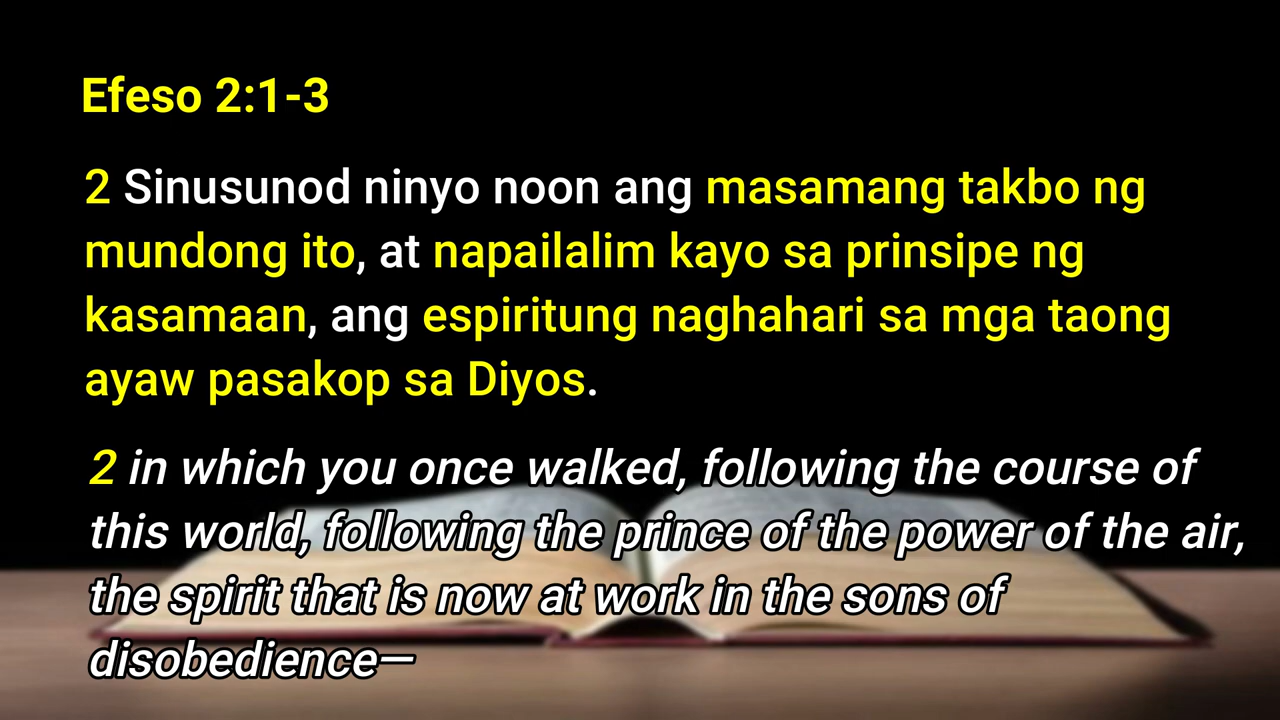 Efeso 2:1-3
2 Sinusunod ninyo noon ang masamang takbo ng
mundong ito, at napailalim kayo sa prinsipe ng
kasamaan, ang espiritung naghahari sa mga taong
ayaw pasakop sa Diyos.
2 in which you once walked, following the course of
this world, following the prince of the power of the air,
the spirit that is now at work in the sons of
disobedience—